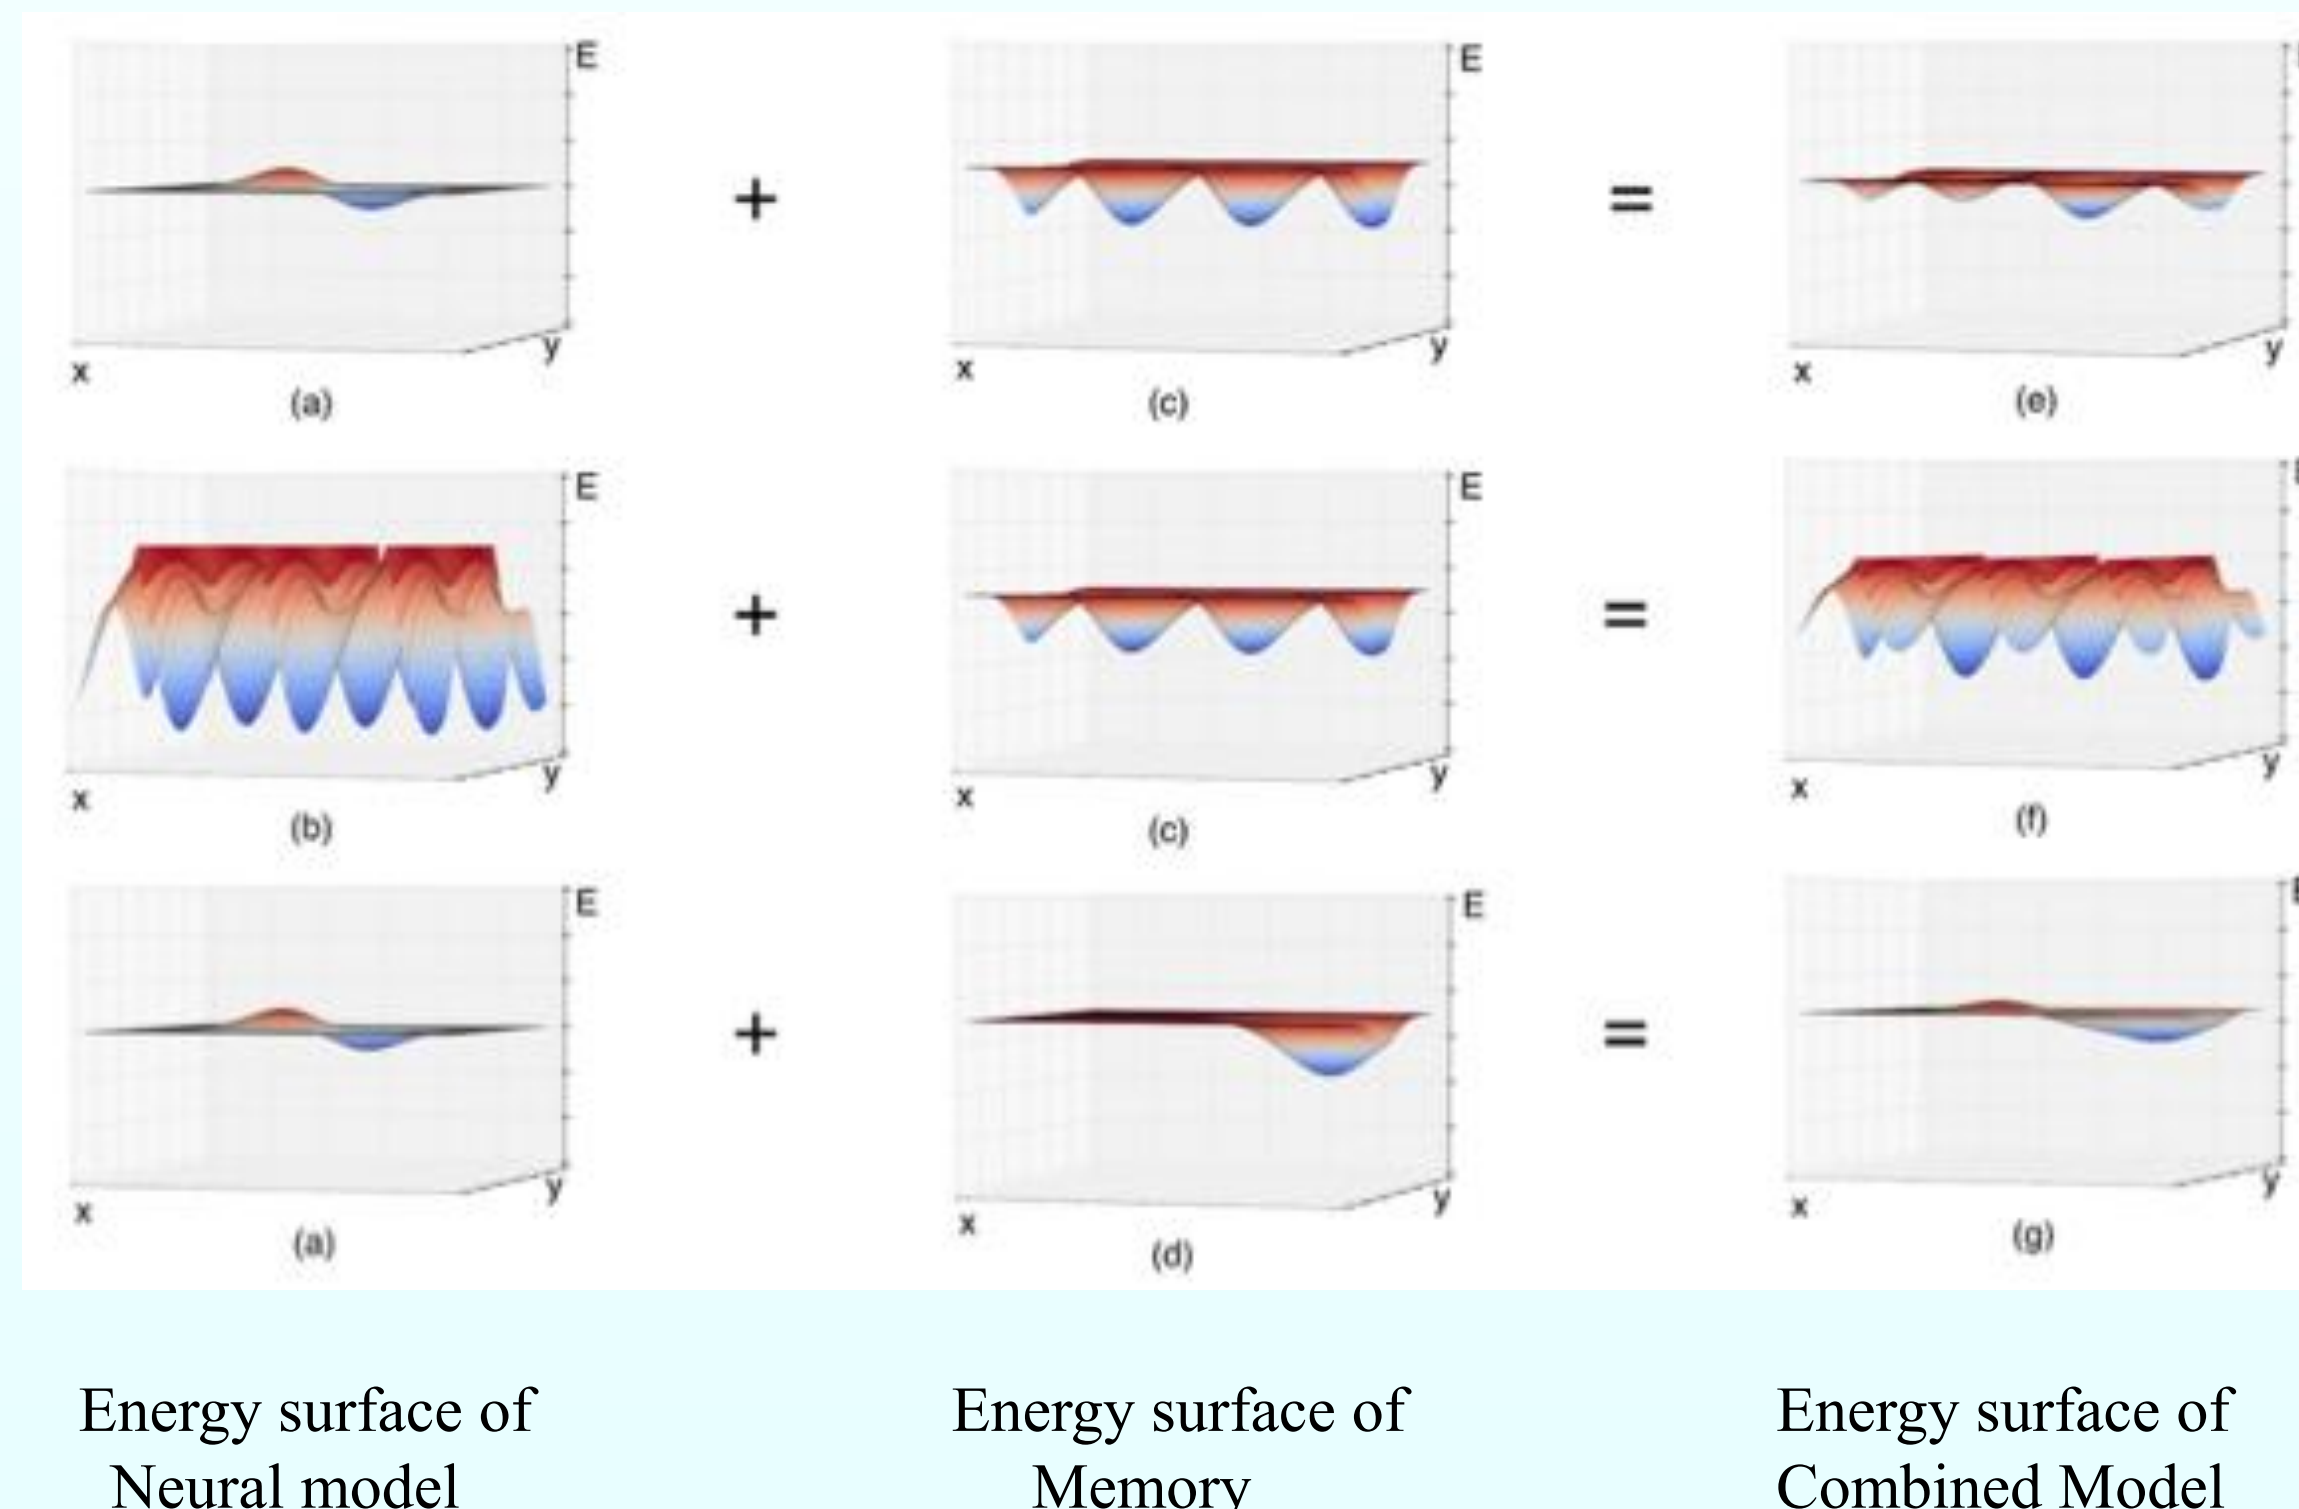 E
E
+
=
x
y
x
y
x
y
(a)
(c)
(e)
E
E
+
=
x
y
x
y
x
y
(b)
(c)
(f)
E
E
+
=
x
y
x
y
x
y
(a)
(d)
(g)
Energy surface of
Neural model
Energy surface of
Memory
Energy surface of
Combined Model